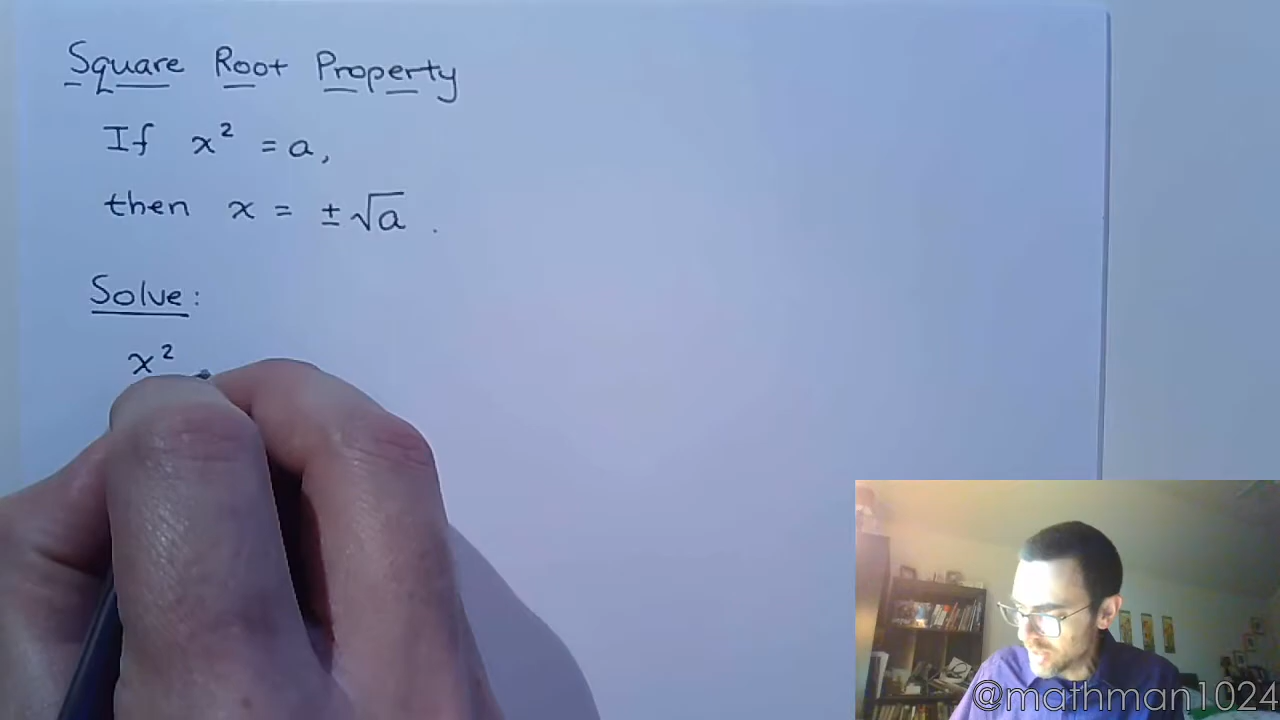 Square Root Property
If x² = a,
then x = ±√a.
Solve:
x²
@mathman1024